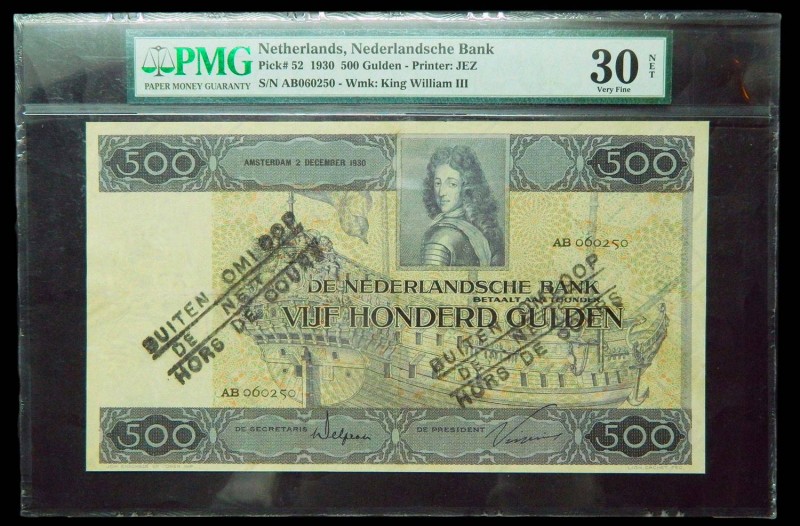 PMG
PAPER MONEY GUARANTY
Netherlands, Nederlandsche Bank
Pick# 52 1930 500 Gulden - Printer: JEZ
S/N AB060250 - Wmk: King William III
30 NET
Very Fine
500
AMSTERDAM 2 DECEMBER 1930
500
AB 060250
DE NEDERLANDSCHE BANK
BETAALT AAN TOONDER
VIJF HONDERD GULDEN
BUITEN OMLOOP
DE NED
HORS DE COURS
BUITEN OMLOOP
DE NED
HORS DE COURS
AB 060250
500
DE SECRETARIS
DE PRESIDENT
500